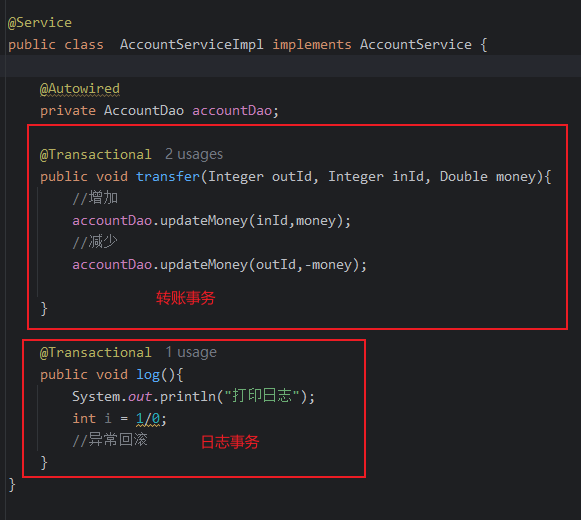 @Service
public class  AccountServiceImpl implements AccountService {
@Autowired
private AccountDao accountDao;
@Transactional  2 usages
public void transfer(Integer outId, Integer inId, Double money){
//增加
accountDao.updateMoney(inId,money);
//减少
accountDao.updateMoney(outId,-money);
转账事务
}
@Transactional  1 usage
public void log(){
System.out.println("打印日志");
int i = 1/0;
//异常回滚
日志事务
}
}